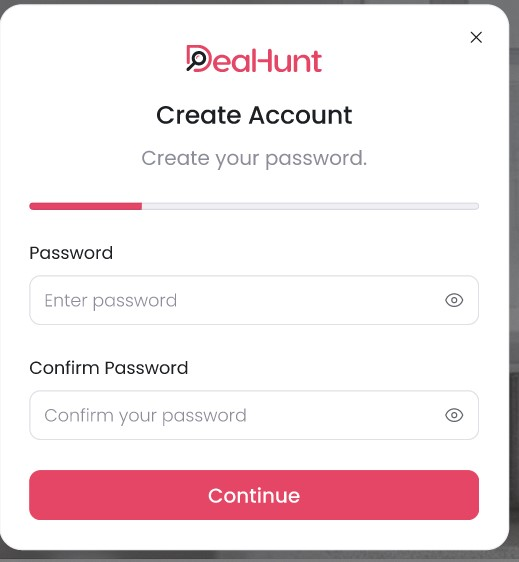 DealHunt
Create Account
Create your password.
Password
Enter password
Confirm Password
Confirm your password
Continue